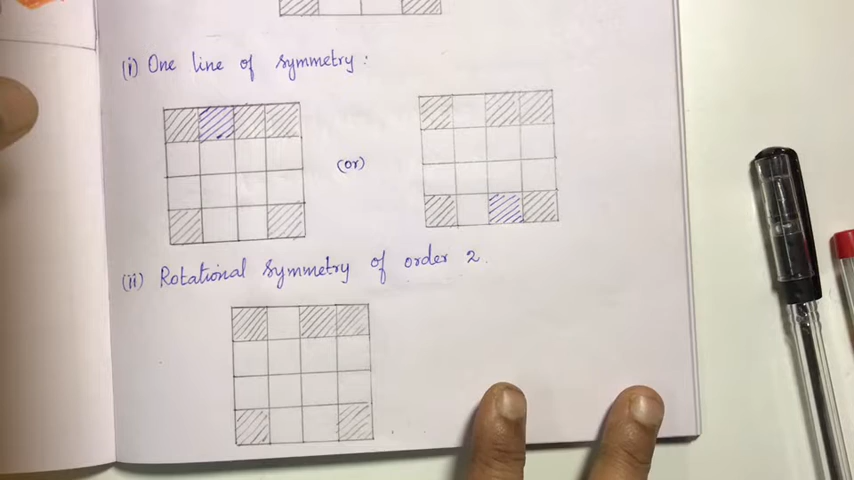 (i) One line of symmetry:
(or)
(ii) Rotational symmetry of order 2.